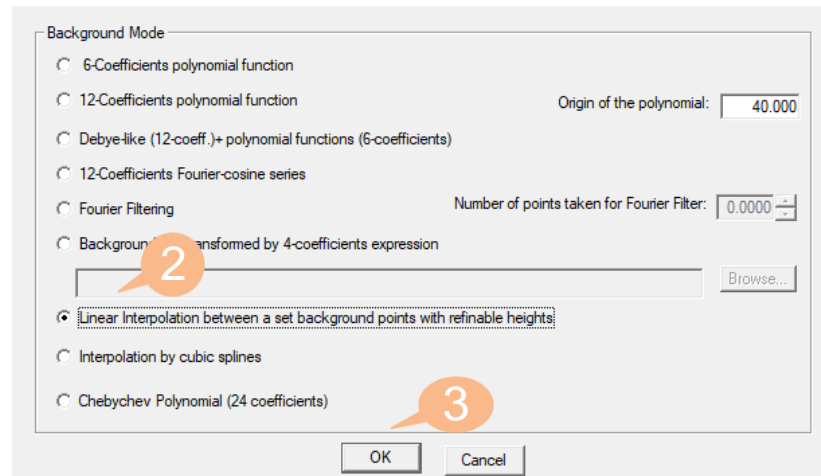 Background Mode
6-Coefficients polynomial function
12-Coefficients polynomial function Origin of the polynomial: 40.000
Debye-like (12-coeff.)+ polynomial functions (6-coefficients)
12-Coefficients Fourier-cosine series
Fourier Filtering Number of points taken for Fourier Filter: 0.0000
Background transformed by 4-coefficients expression
2
Browse...
Linear Interpolation between a set background points with refinable heights
Interpolation by cubic splines
Chebychev Polynomial (24 coefficients)
3
OK Cancel